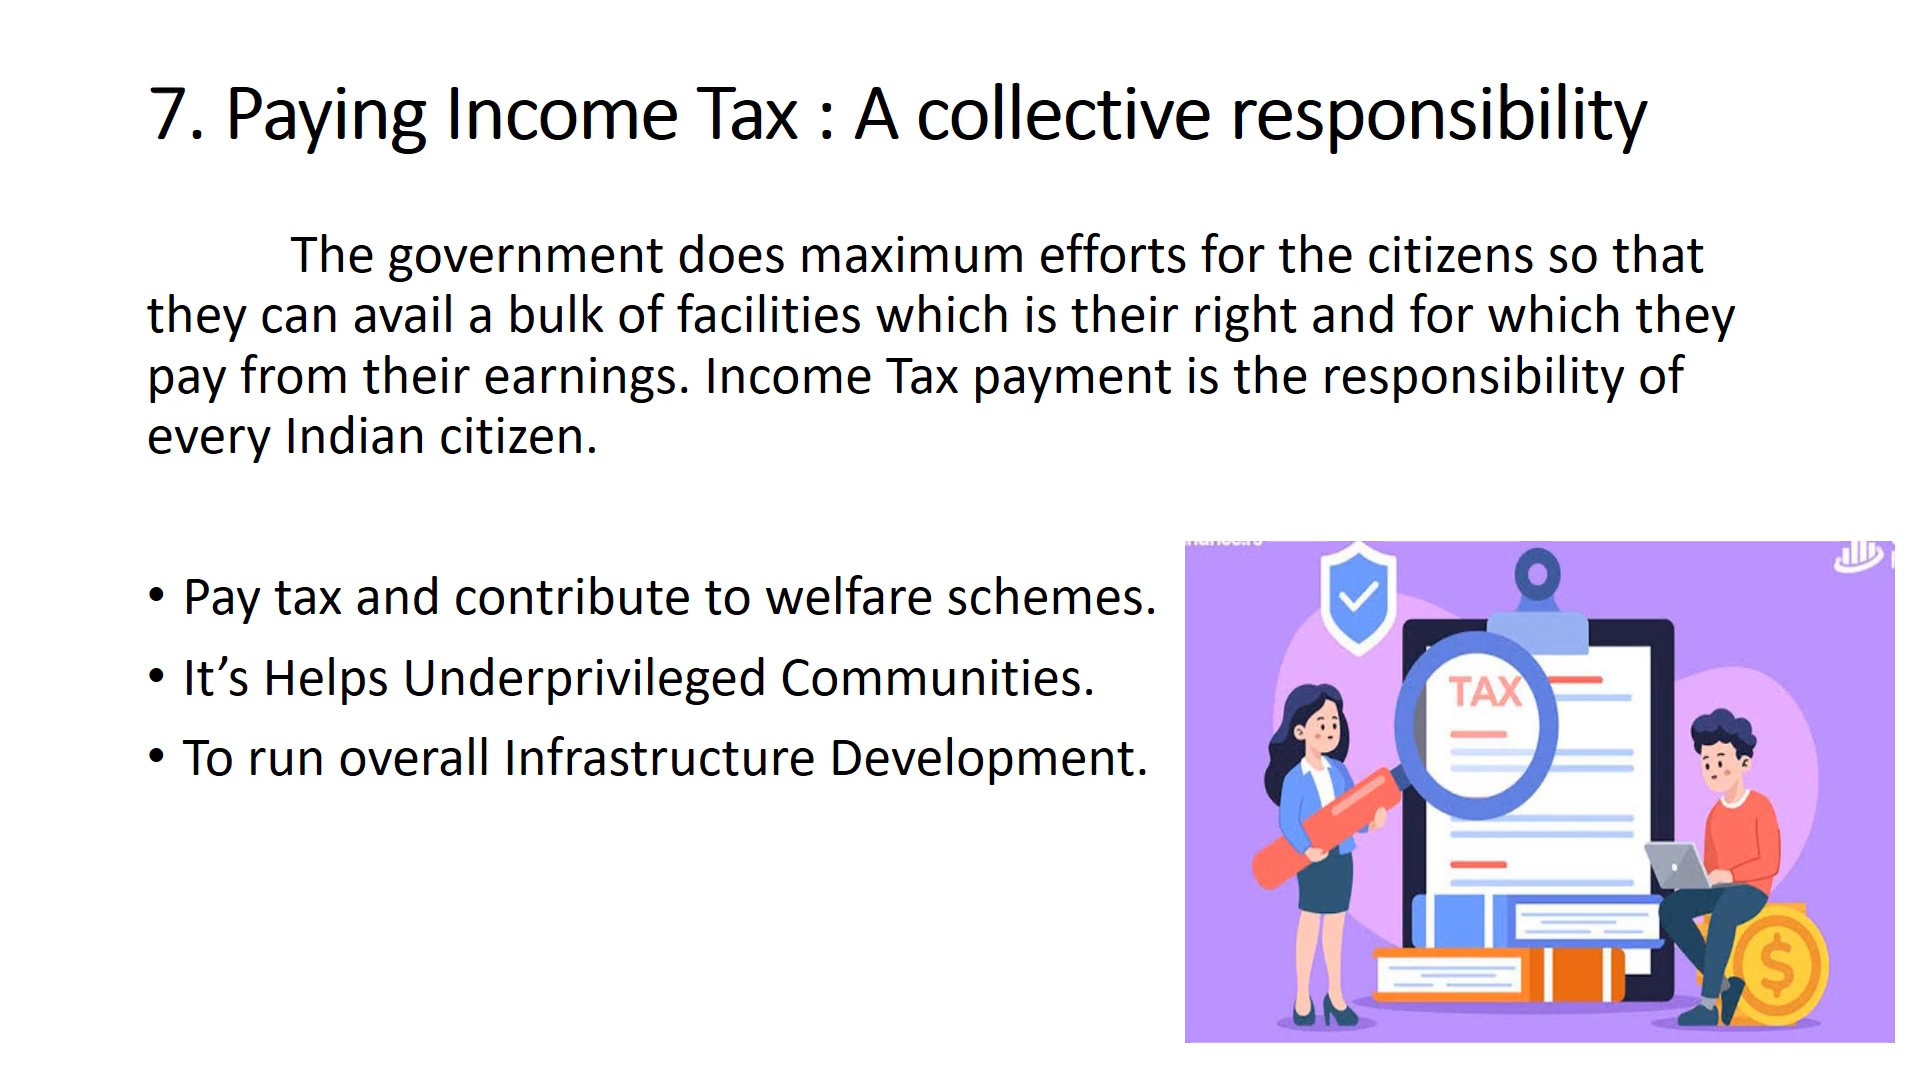 7. Paying Income Tax : A collective responsibility
The government does maximum efforts for the citizens so that
they can avail a bulk of facilities which is their right and for which they
pay from their earnings. Income Tax payment is the responsibility of
every Indian citizen.
• Pay tax and contribute to welfare schemes.
• It’s Helps Underprivileged Communities.
• To run overall Infrastructure Development.
TAX
$